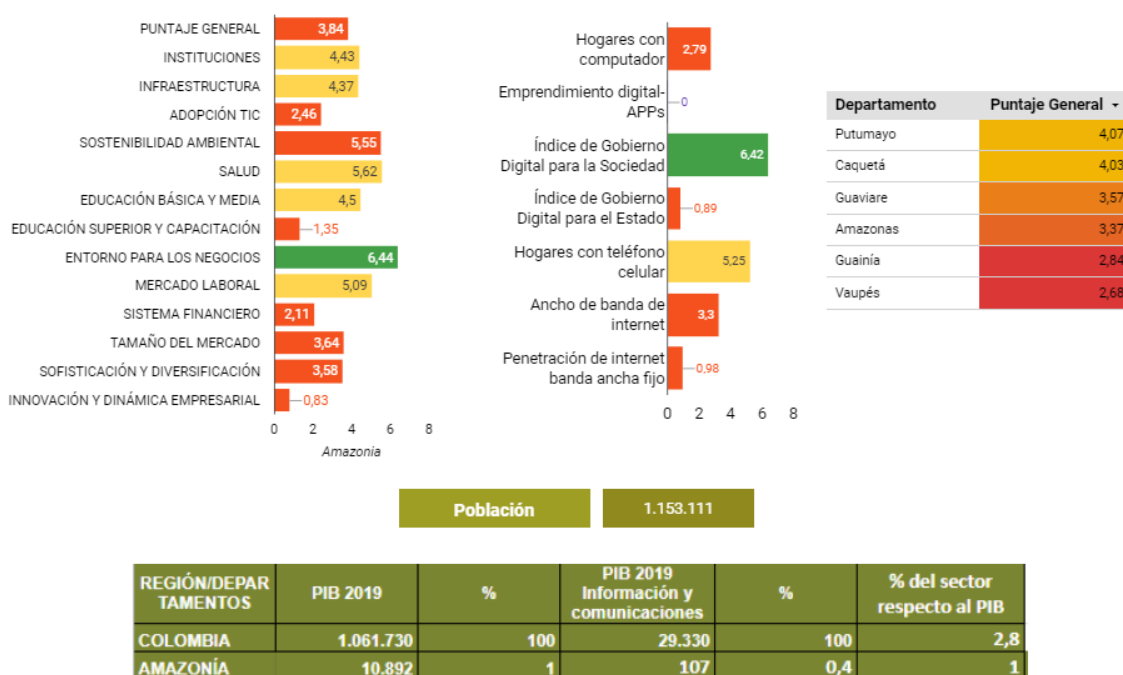 PUNTAJE GENERAL 3,84
INSTITUCIONES 4,43
INFRAESTRUCTURA 4,37
ADOPCIÓN TIC 2,46
SOSTENIBILIDAD AMBIENTAL 5,55
SALUD 5,62
EDUCACIÓN BÁSICA Y MEDIA 4,5
EDUCACIÓN SUPERIOR Y CAPACITACIÓN 1,35
ENTORNO PARA LOS NEGOCIOS 6,44
MERCADO LABORAL 5,09
SISTEMA FINANCIERO 2,11
TAMAÑO DEL MERCADO 3,64
SOFISTICACIÓN Y DIVERSIFICACIÓN 3,58
INNOVACIÓN Y DINÁMICA EMPRESARIAL 0,83
0 2 4 6 8
Amazonia
Hogares con
computador
2,79
Emprendimiento digital-
APPs
0
Índice de Gobierno
Digital para la Sociedad
6,42
Índice de Gobierno
Digital para el Estado
0,89
Hogares con teléfono
celular
5,25
Ancho de banda de
internet
3,3
Penetración de internet
banda ancha fijo
0,98
0 2 4 6 8
Departamento Puntaje General
Putumayo 4,07
Caquetá 4,03
Guaviare 3,57
Amazonas 3,37
Guainía 2,84
Vaupés 2,68
Población 1.153.111
REGIÓN/DEPAR
TAMENTOS
PIB 2019
%
PIB 2019
Información y
comunicaciones
%
% del sector
respecto al PIB
COLOMBIA 1.061.730 100 29.330 100 2,8
AMAZONÍA 10.892 1 107 0,4 1